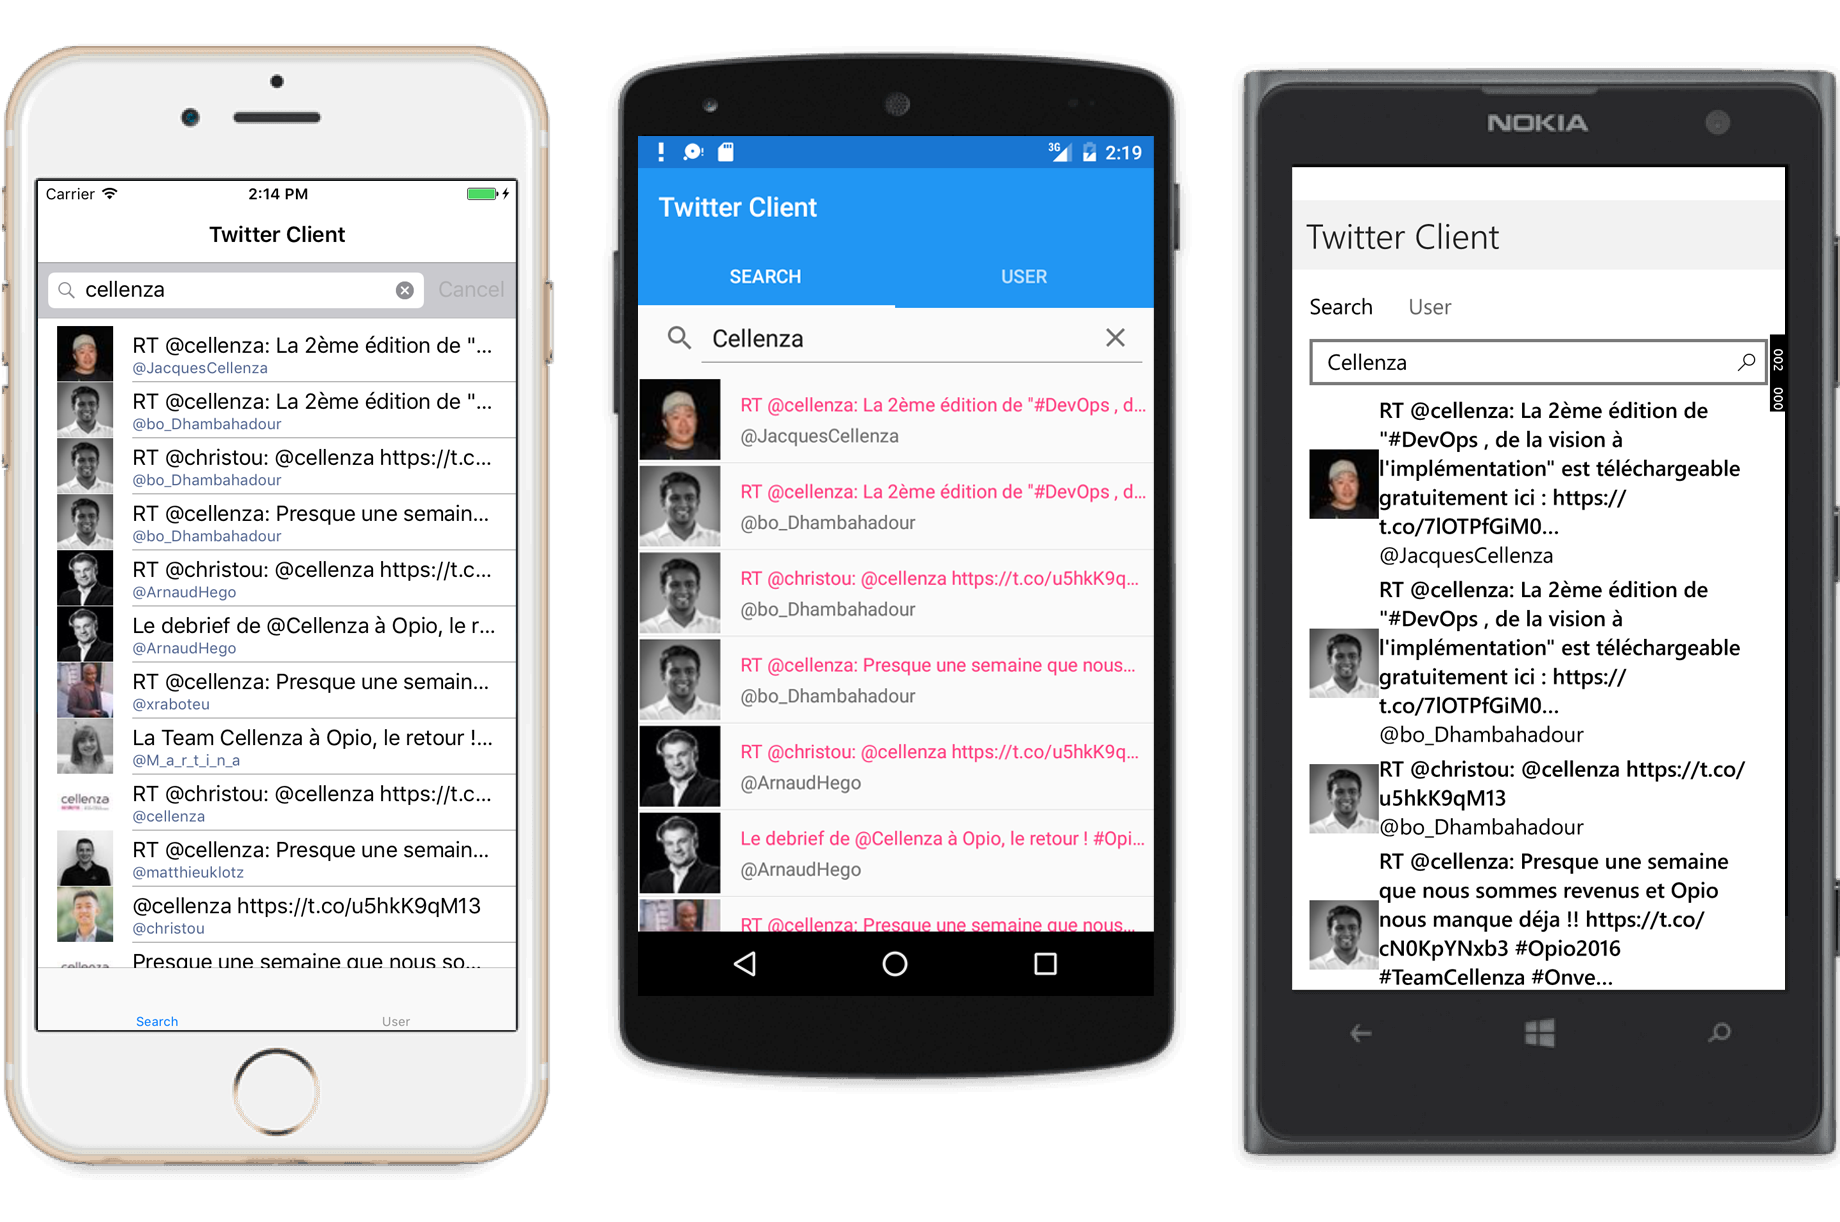 Carrier
2:14 PM
Twitter Client
cellenza
Cancel
RT @cellenza: La 2ème édition de "...
@JacquesCellenza
RT @cellenza: La 2ème édition de "...
@bo_Dhambahadour
RT @christou: @cellenza https://t.c...
@bo_Dhambahadour
RT @cellenza: Presque une semain...
@bo_Dhambahadour
RT @christou: @cellenza https://t.c...
@ArnaudHego
Le debrief de @Cellenza à Opio, le r...
@ArnaudHego
RT @cellenza: Presque une semain...
@xraboteu
La Team Cellenza à Opio, le retour !...
@M_a_r_t_i_n_a
cellenza
RT @christou: @cellenza https://t.c...
@cellenza
RT @cellenza: Presque une semain...
@matthieuklotz
@cellenza https://t.co/u5hkK9qM13
@christou
cellenza
Presque une semaine que nous so...
Search
User
3G
2:19
Twitter Client
SEARCH
USER
Cellenza
RT @cellenza: La 2ème édition de "#DevOps , d...
@JacquesCellenza
RT @cellenza: La 2ème édition de "#DevOps , d...
@bo_Dhambahadour
RT @christou: @cellenza https://t.co/u5hkK9q...
@bo_Dhambahadour
RT @cellenza: Presque une semaine que nous...
@bo_Dhambahadour
RT @christou: @cellenza https://t.co/u5hkK9q...
@ArnaudHego
Le debrief de @Cellenza à Opio, le retour ! #Opi...
@ArnaudHego
RT @cellenza: Presque une semaine que nous...
NOKIA
Twitter Client
Search
User
Cellenza
002 000
RT @cellenza: La 2ème édition de
"#DevOps , de la vision à
l'implémentation" est téléchargeable
gratuitement ici : https://
t.co/7lOTPfGiM0...
@JacquesCellenza
RT @cellenza: La 2ème édition de
"#DevOps , de la vision à
l'implémentation" est téléchargeable
gratuitement ici : https://
t.co/7lOTPfGiM0...
@bo_Dhambahadour
RT @christou: @cellenza https://t.co/
u5hkK9qM13
@bo_Dhambahadour
RT @cellenza: Presque une semaine
que nous sommes revenus et Opio
nous manque déja !! https://t.co/
cN0KpYNxb3 #Opio2016
#TeamCellenza #Onve...